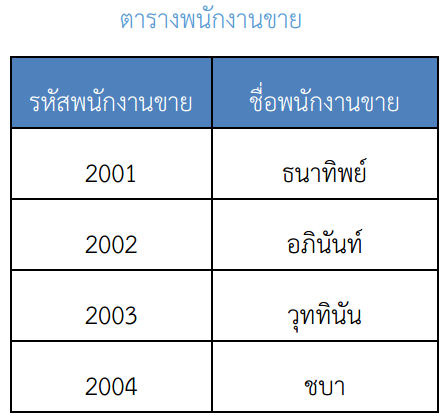 ตารางพนักงานขาย
รหัสพนักงานขาย ชื่อพนักงานขาย
2001 ธนาทิพย์
2002 อภินันท์
2003 วุททินัน
2004 ชบา